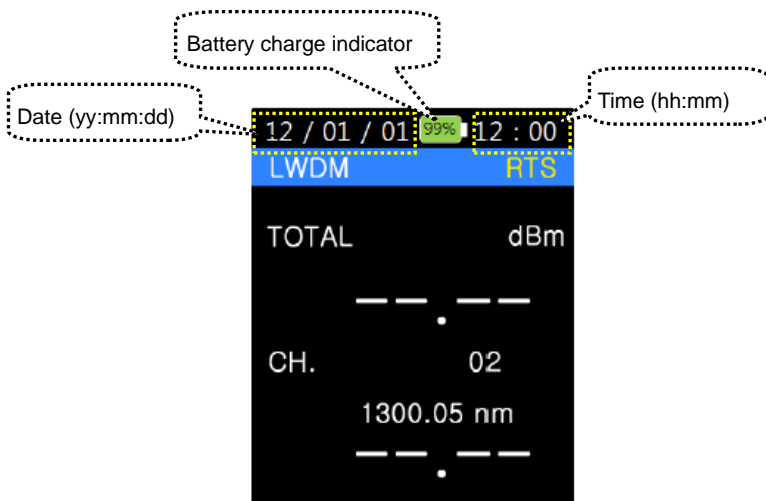 Battery charge indicator
Date (yy:mm:dd)
Time (hh:mm)
12 / 01 / 01 99% 12 : 00
LWDM RTS
TOTAL dBm
-- . --
CH. 02
1300.05 nm
-- . --